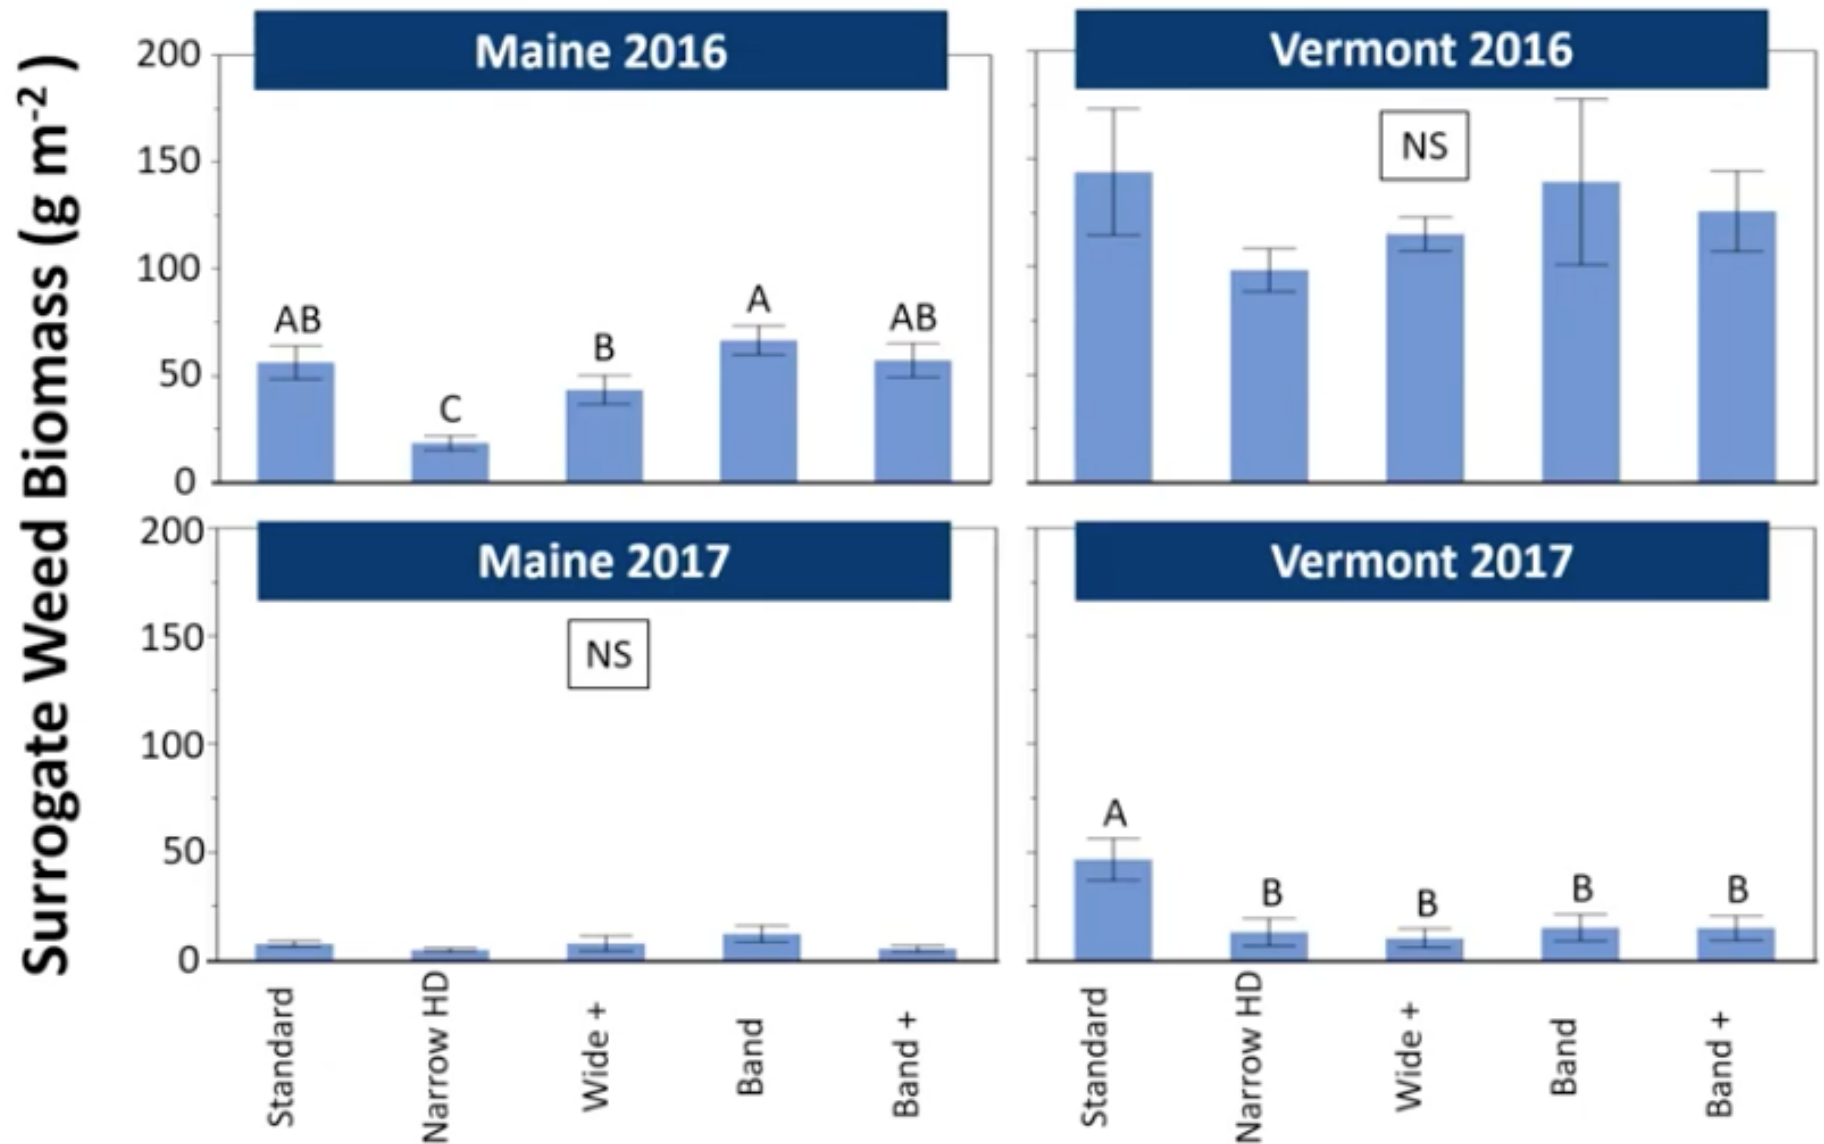 Surrogate Weed Biomass (g m⁻²)
Maine 2016
200
150
100
50
0
AB
C
B
A
AB
Vermont 2016
NS
Maine 2017
200
150
100
50
0
NS
Vermont 2017
A
B
B
B
B
Standard
Narrow HD
Wide +
Band
Band +
Standard
Narrow HD
Wide +
Band
Band +